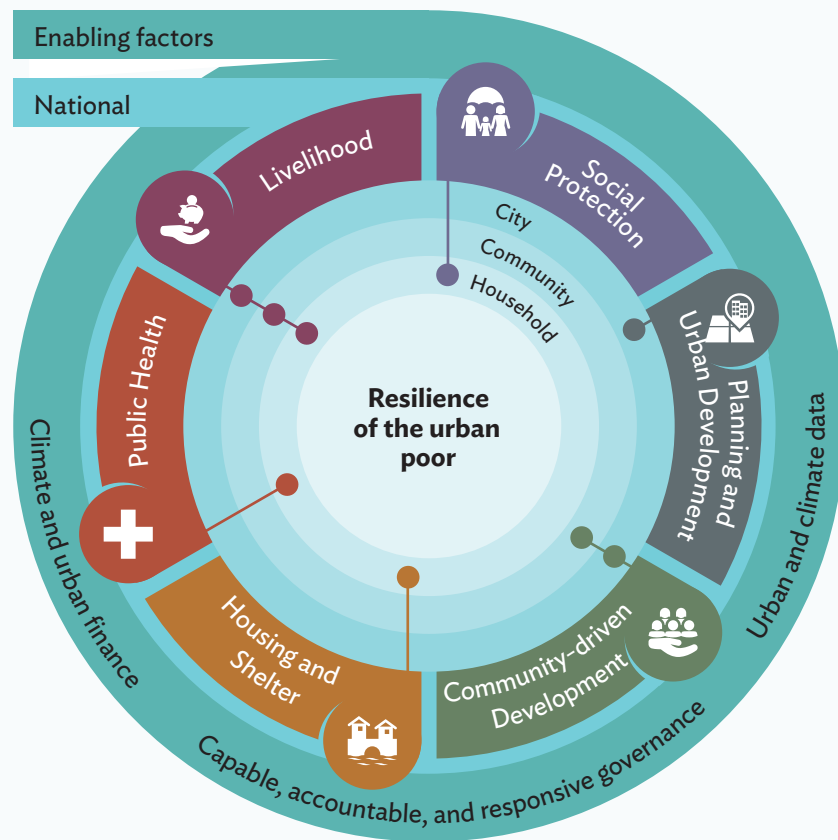 Enabling factors
National
Livelihood
Social
Protection
City
Community
Household
Planning and
Urban Development
Public Health
Resilience
of the urban
poor
Housing and
Shelter
Community-driven
Development
Climate and urban finance
Capable, accountable, and responsive governance
Urban and climate data